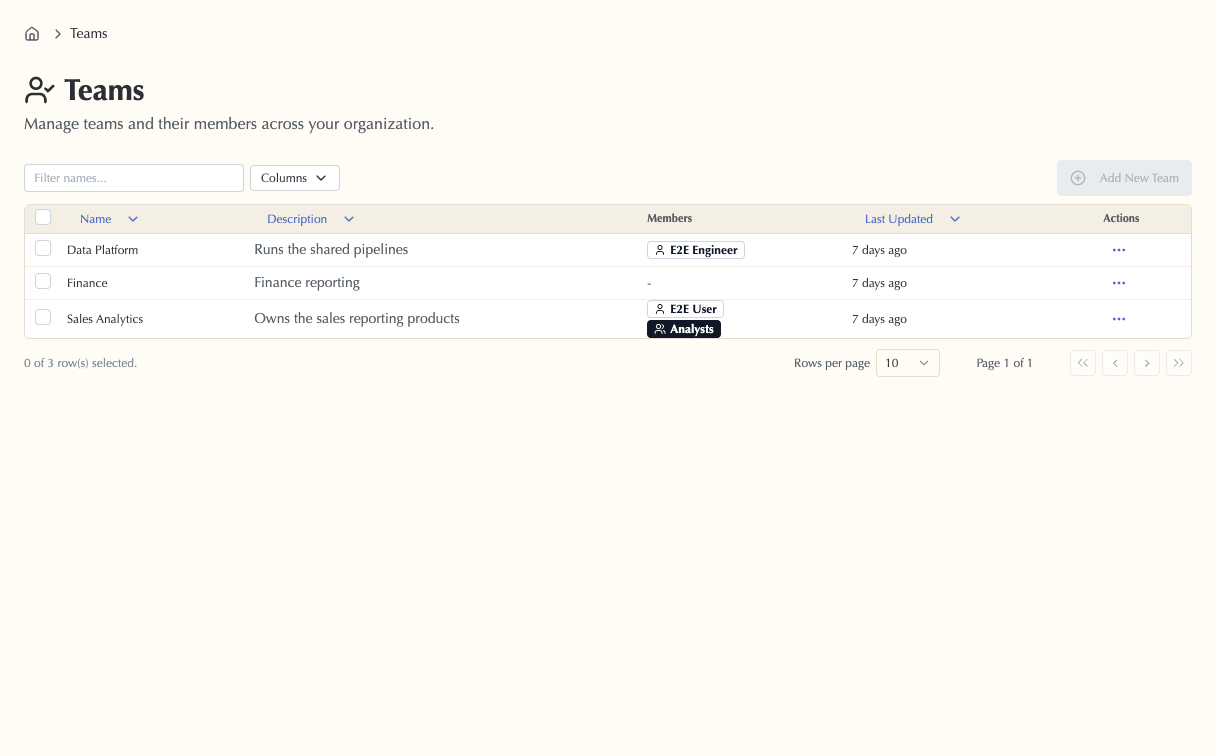 Teams
Teams
Manage teams and their members across your organization.
Filter names...
Columns
Add New Team
Name Description Members Last Updated Actions
Data Platform Runs the shared pipelines E2E Engineer 7 days ago
Finance Finance reporting - 7 days ago
Sales Analytics Owns the sales reporting products E2E User 7 days ago
Analysts
0 of 3 row(s) selected. Rows per page 10 Page 1 of 1